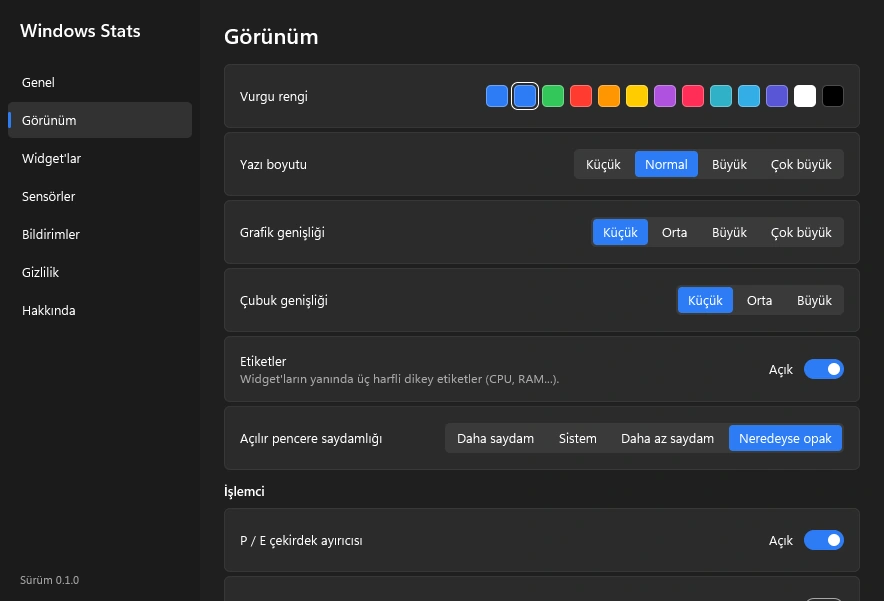 Windows Stats
Genel
Görünüm
Widget'lar
Sensörler
Bildirimler
Gizlilik
Hakkında
Sürüm 0.1.0
Görünüm
Vurgu rengi
Yazı boyutu
Küçük Normal Büyük Çok büyük
Grafik genişliği
Küçük Orta Büyük Çok büyük
Çubuk genişliği
Küçük Orta Büyük
Etiketler
Widget'ların yanında üç harfli dikey etiketler (CPU, RAM...).
Açık
Açılır pencere saydamlığı
Daha saydam Sistem Daha az saydam Neredeyse opak
İşlemci
P / E çekirdek ayırıcısı
Açık